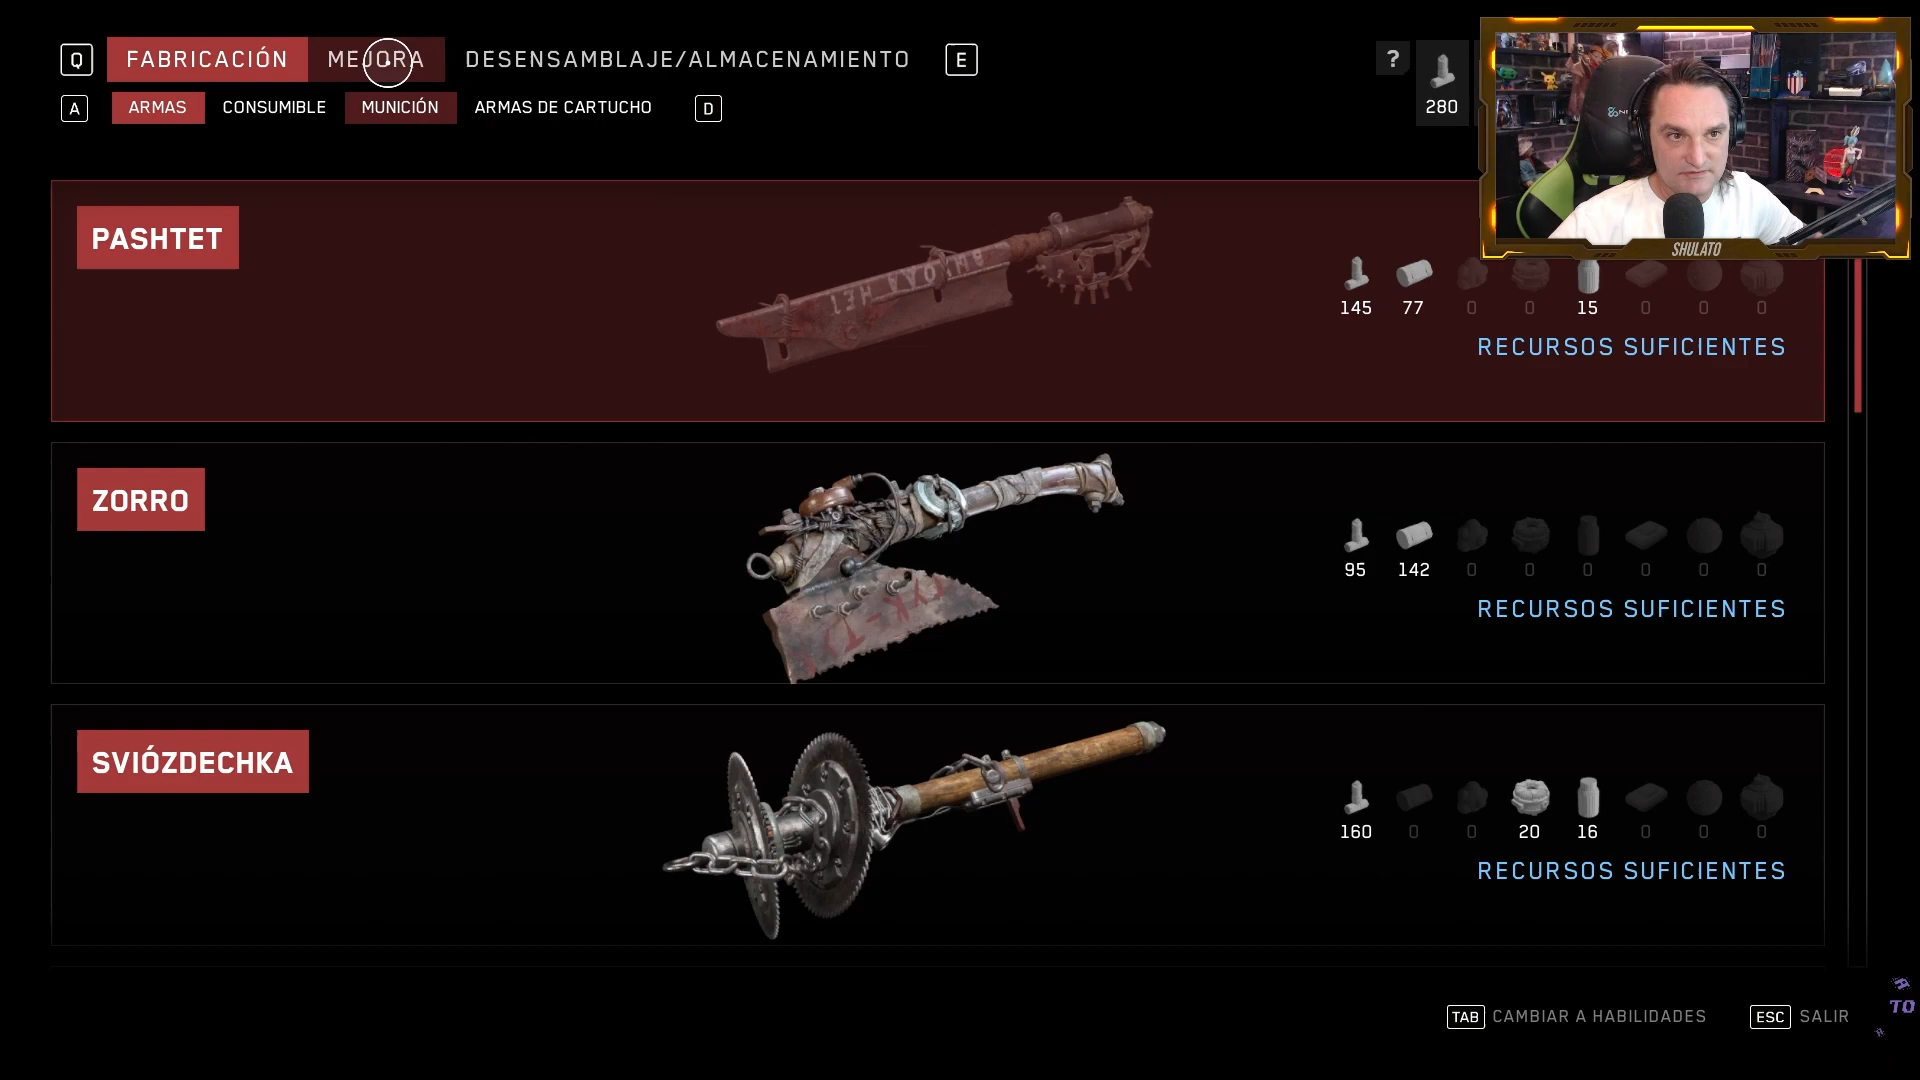 Q FABRICACIÓN MEJORA DESENSAMBLAJE/ALMACENAMIENTO E
A ARMAS CONSUMIBLE MUNICIÓN ARMAS DE CARTUCHO D
?
280
SHULATO
PASHTET
145 77 0 0 15 0 0 0
RECURSOS SUFICIENTES
ZORRO
95 142 0 0 0 0 0 0
RECURSOS SUFICIENTES
SVIÓZDECHKA
160 0 0 20 16 0 0 0
RECURSOS SUFICIENTES
TO
TAB CAMBIAR A HABILIDADES ESC SALIR